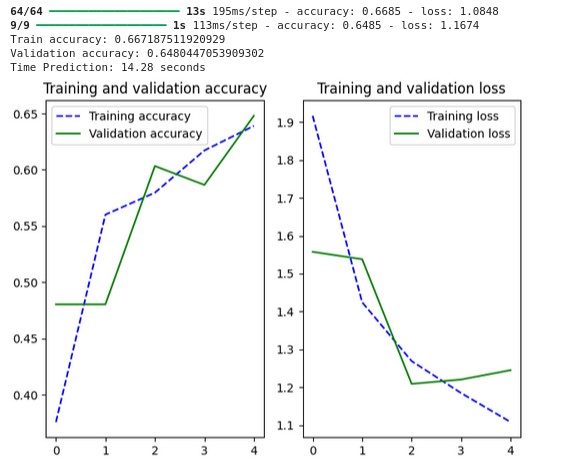 64/64 ━━━━━━━━━━━━━━━━━━━━ 13s 195ms/step - accuracy: 0.6685 - loss: 1.0848
9/9 ━━━━━━━━━━━━━━━━━━━━ 1s 113ms/step - accuracy: 0.6485 - loss: 1.1674
Train accuracy: 0.667187511920929
Validation accuracy: 0.6480447053909302
Time Prediction: 14.28 seconds
Training and validation accuracy
Training accuracy
Validation accuracy
0.65
0.60
0.55
0.50
0.45
0.40
0 1 2 3 4
Training and validation loss
Training loss
Validation loss
1.9
1.8
1.7
1.6
1.5
1.4
1.3
1.2
1.1
0 1 2 3 4